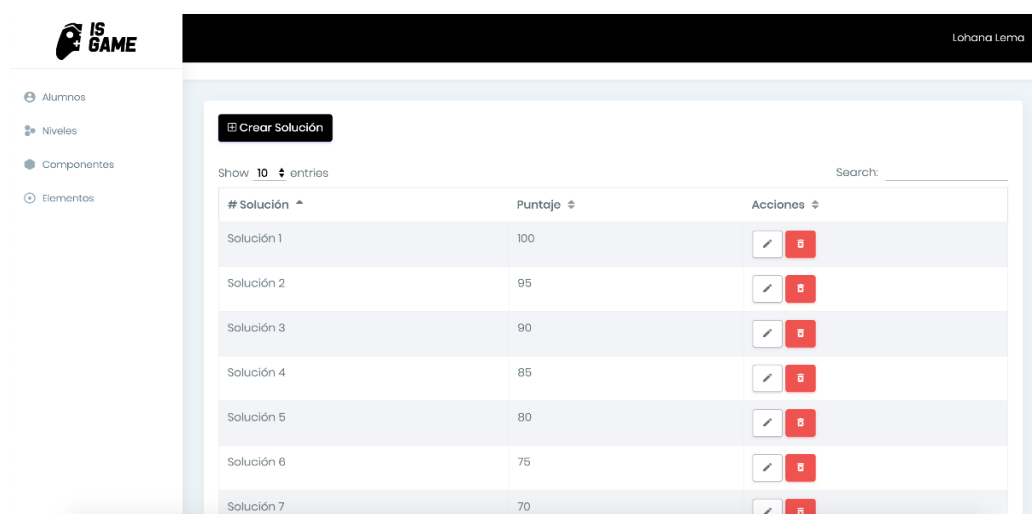 IS
GAME
Lohana Lema
Alumnos
Niveles
Componentes
Elementos
Crear Solución
Show 10 entries
Search:
# Solución Puntaje Acciones
Solución 1 100
Solución 2 95
Solución 3 90
Solución 4 85
Solución 5 80
Solución 6 75
Solución 7 70